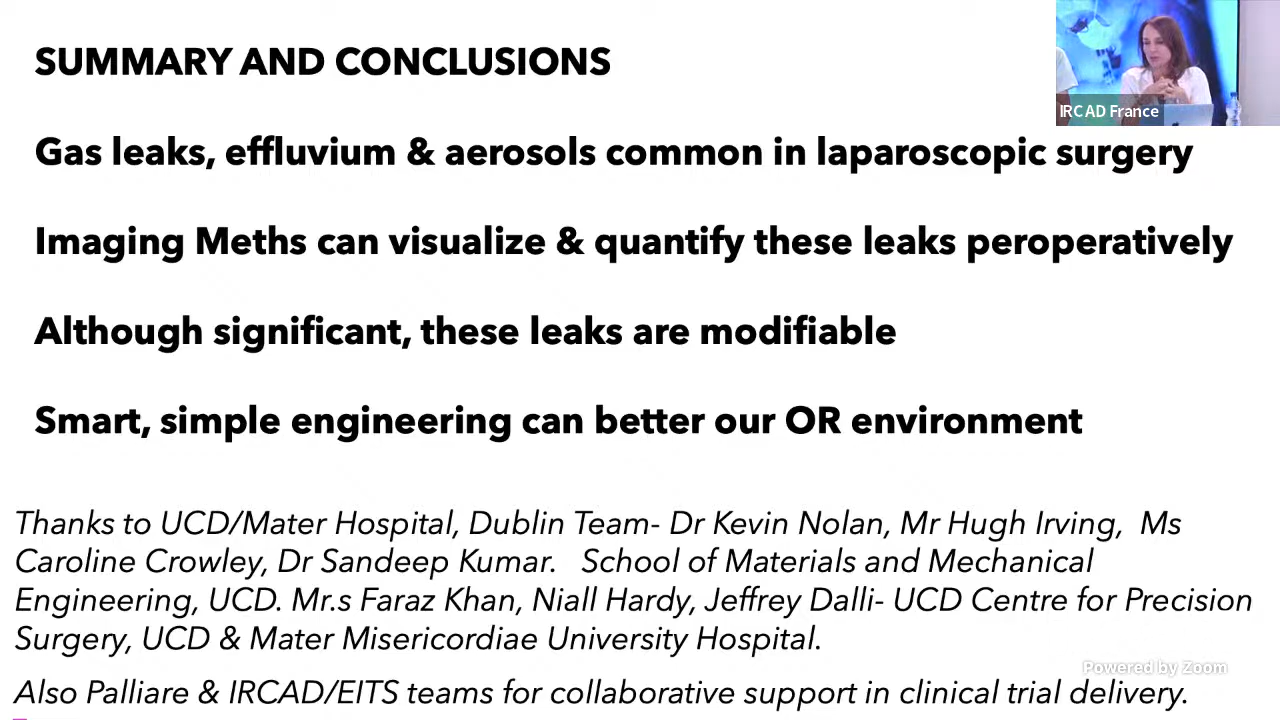 SUMMARY AND CONCLUSIONS
IRCAD France
Gas leaks, effluvium & aerosols common in laparoscopic surgery
Imaging Meths can visualize & quantify these leaks peroperatively
Although significant, these leaks are modifiable
Smart, simple engineering can better our OR environment
Thanks to UCD/Mater Hospital, Dublin Team- Dr Kevin Nolan, Mr Hugh Irving, Ms
Caroline Crowley, Dr Sandeep Kumar. School of Materials and Mechanical
Engineering, UCD. Mr.s Faraz Khan, Niall Hardy, Jeffrey Dalli- UCD Centre for Precision
Surgery, UCD & Mater Misericordiae University Hospital.
Powered by Zoom
Also Palliare & IRCAD/EITS teams for collaborative support in clinical trial delivery.